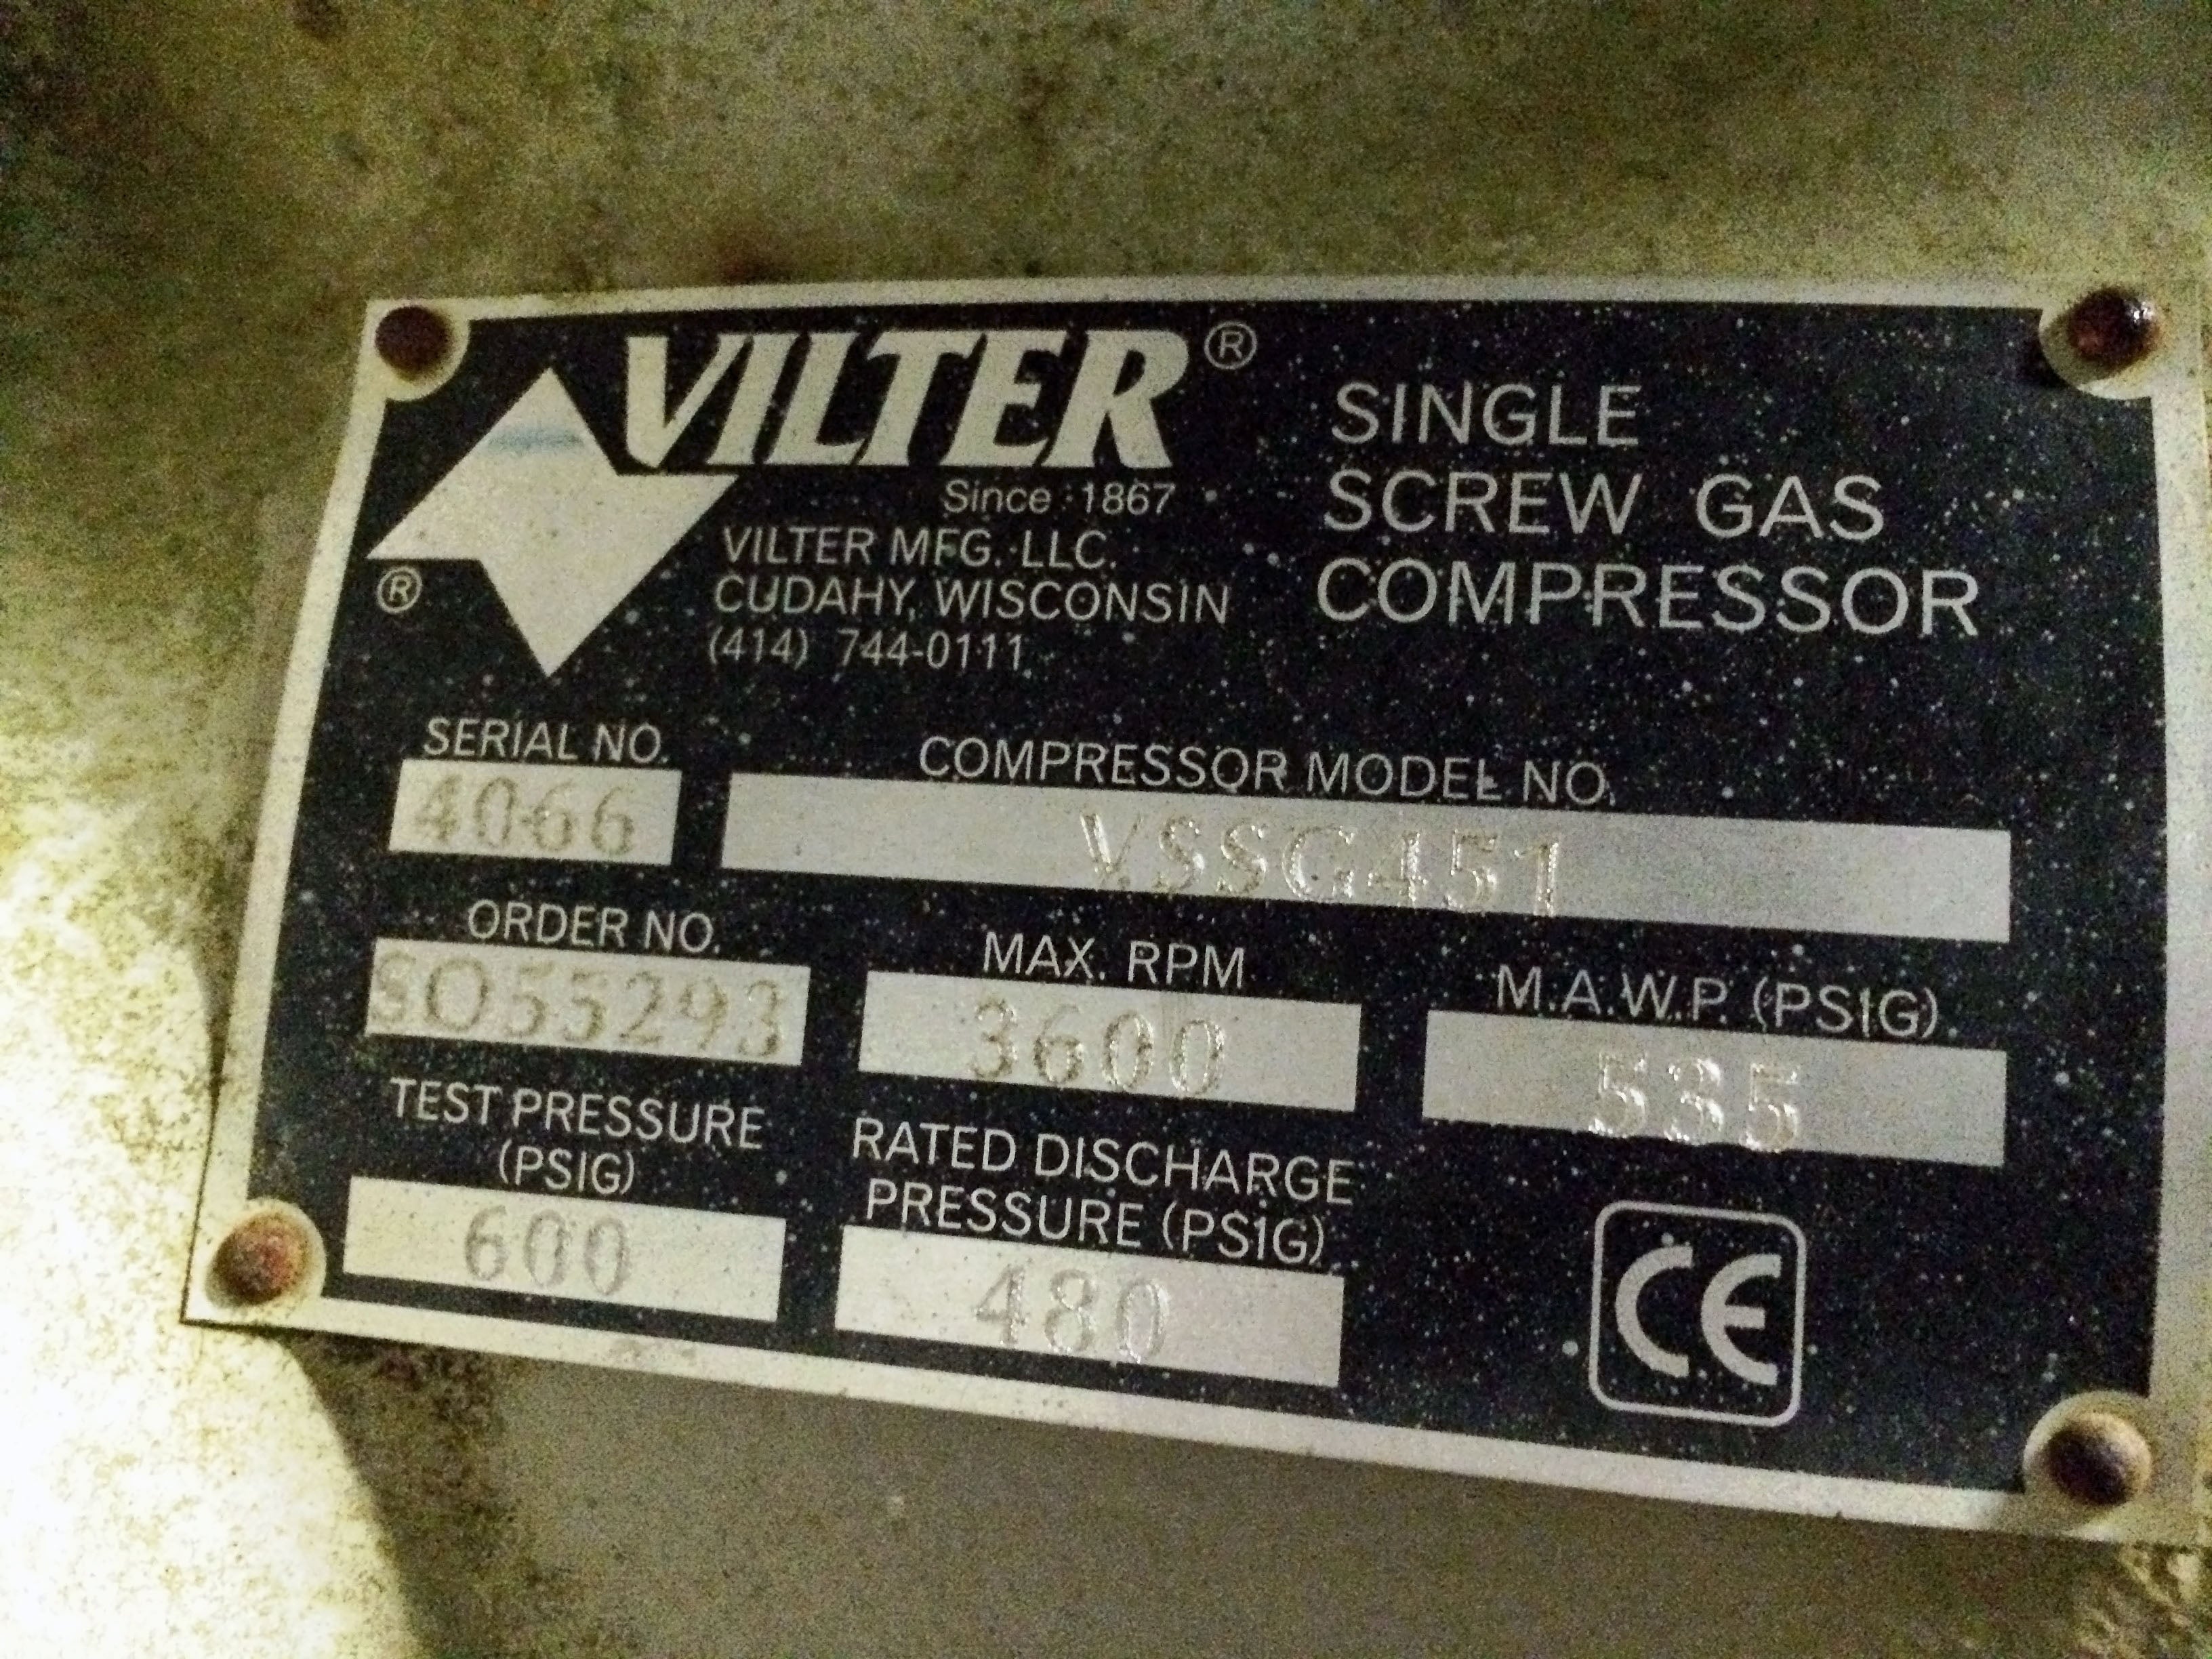 VILTER®
Since 1867
VILTER MFG. LLC.
CUDAHY, WISCONSIN
(414) 744-0111
®
SINGLE
SCREW GAS
COMPRESSOR
SERIAL NO.
4066
COMPRESSOR MODEL NO.
VSSG451
ORDER NO.
SO55293
MAX. RPM
3600
M.A.W.P. (PSIG)
535
TEST PRESSURE
(PSIG)
600
RATED DISCHARGE
PRESSURE (PSIG)
480
CE